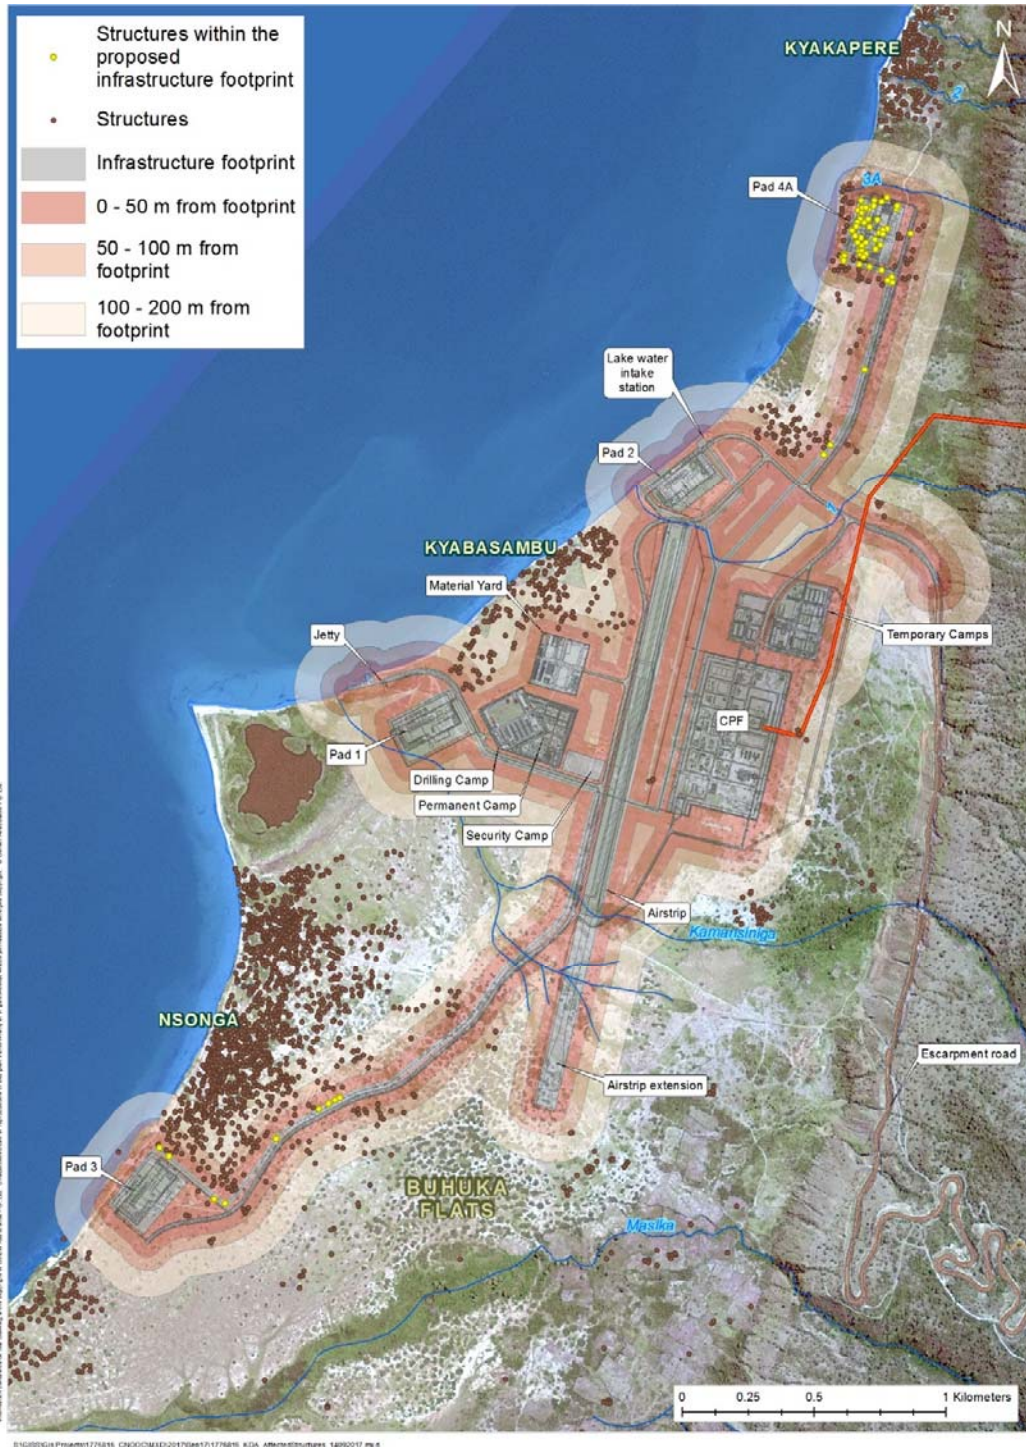 Structures within the
proposed
infrastructure footprint
Structures
Infrastructure footprint
0 - 50 m from footprint
50 - 100 m from
footprint
100 - 200 m from
footprint
KYAKAPERE
N
2
3A
Pad 4A
Lake water
intake
station
Pad 2
1
KYABASAMBU
Material Yard
Jetty
Temporary Camps
CPF
Pad 1
Drilling Camp
Permanent Camp
Security Camp
Airstrip
Kamansiniga
NSONGA
Escarpment road
Airstrip extension
Pad 3
BUHUKA
FLATS
Masika
0 0.25 0.5 1 Kilometers